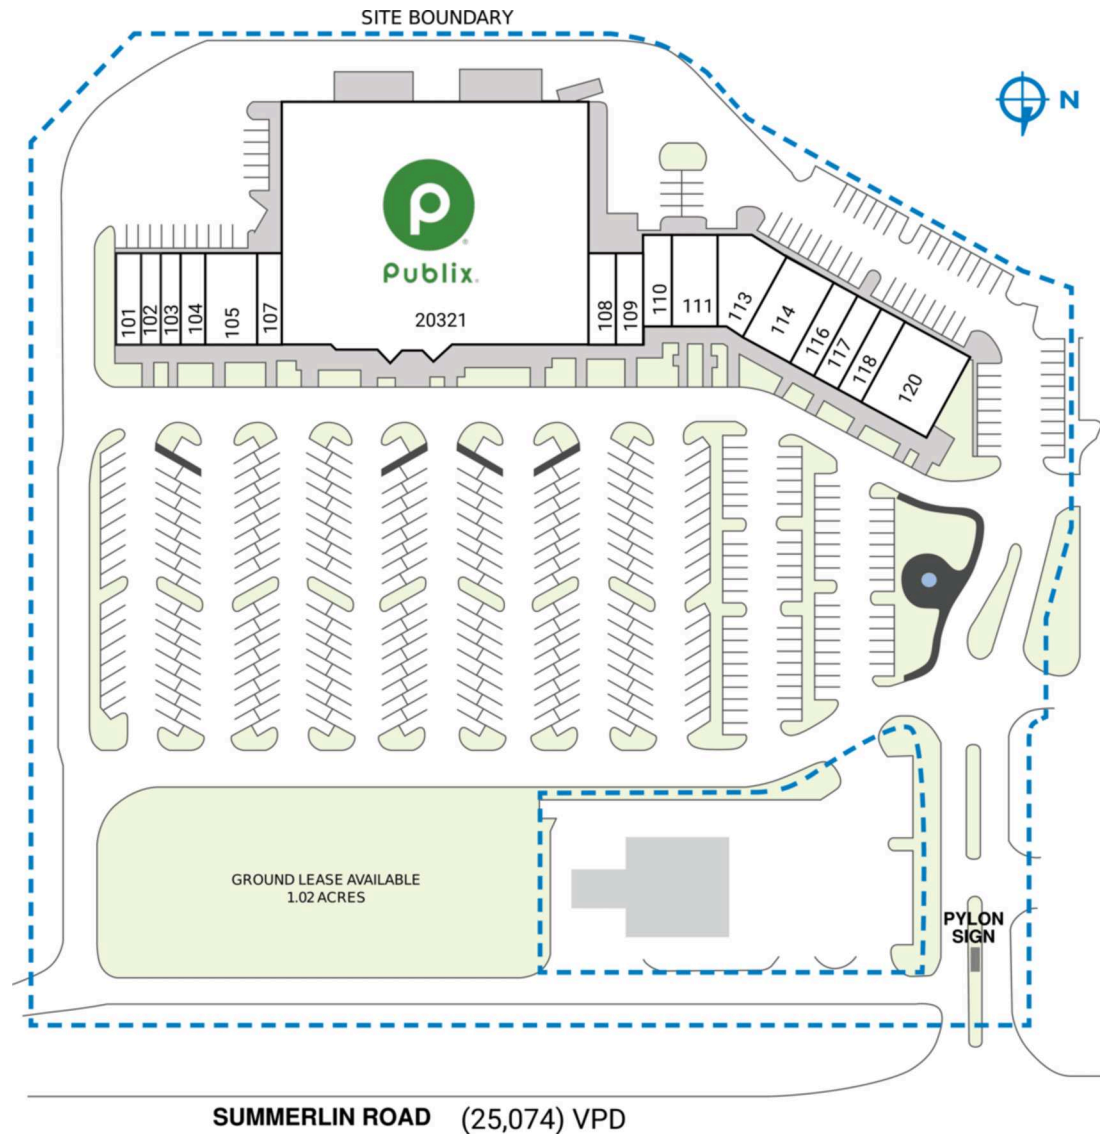 SITE BOUNDARY
N
Publix.
20321
101
102
103
104
105
107
108
109
110
111
113
114
116
117
118
120
GROUND LEASE AVAILABLE
1.02 ACRES
PYLON
SIGN
SUMMERLIN ROAD (25,074) VPD